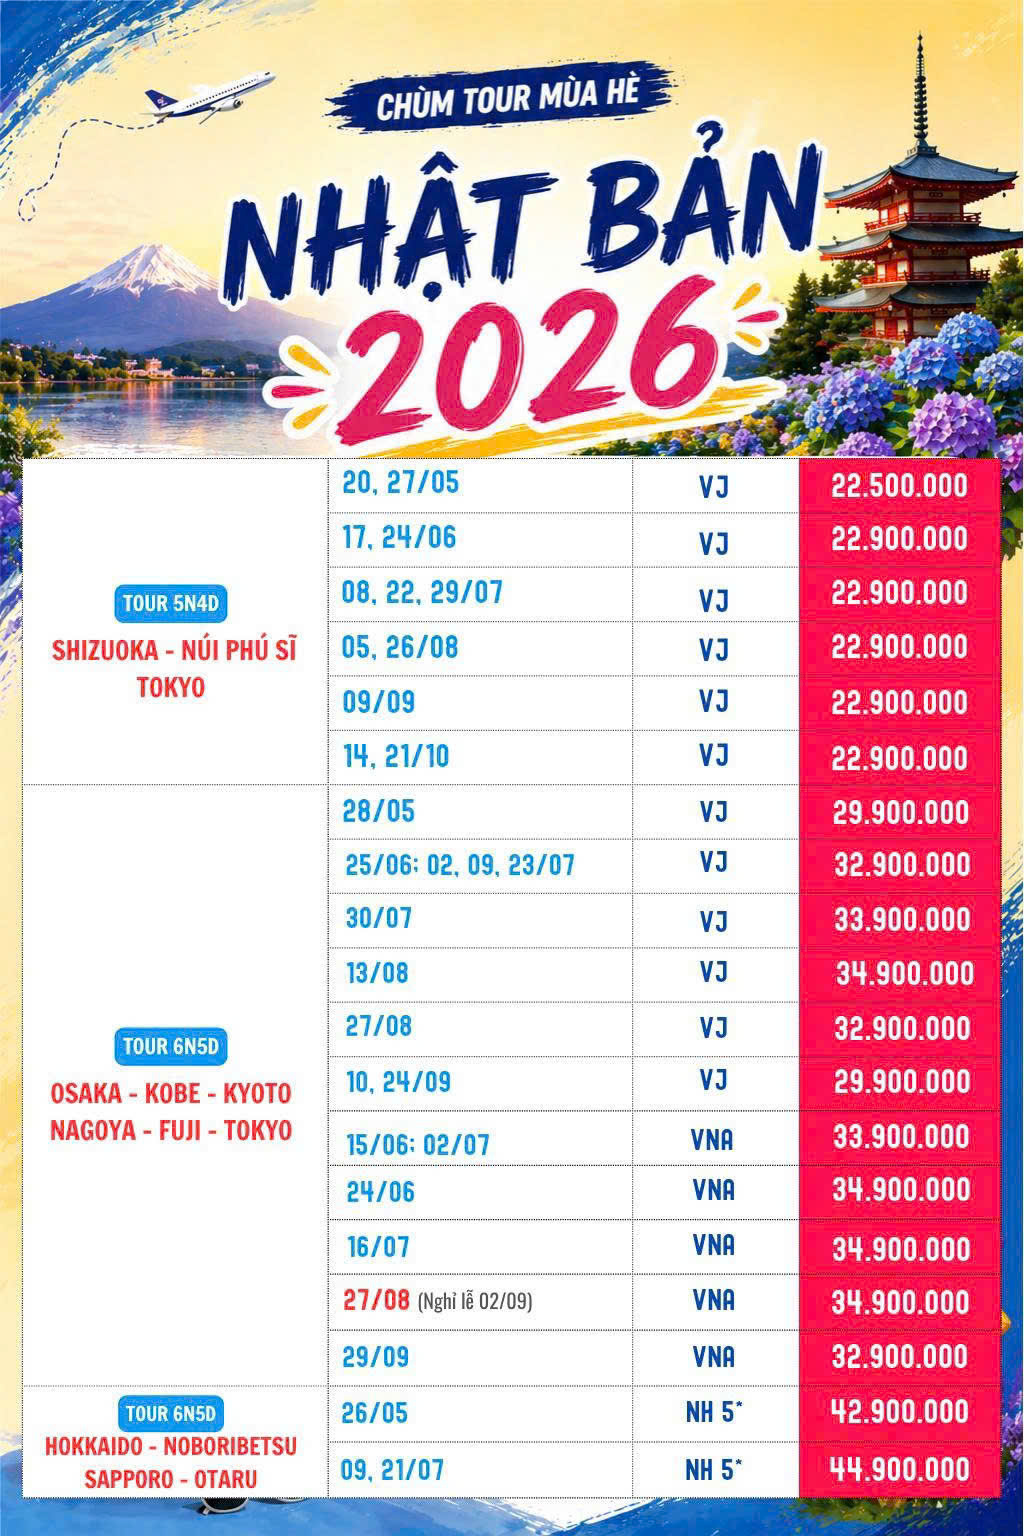 CHÙM TOUR MÙA HÈ
NHẬT BẢN
2026
TOUR 5N4D
SHIZUOKA - NÚI PHÚ SĨ
TOKYO
20, 27/05 VJ 22.500.000
17, 24/06 VJ 22.900.000
08, 22, 29/07 VJ 22.900.000
05, 26/08 VJ 22.900.000
09/09 VJ 22.900.000
14, 21/10 VJ 22.900.000
TOUR 6N5D
OSAKA - KOBE - KYOTO
NAGOYA - FUJI - TOKYO
28/05 VJ 29.900.000
25/06; 02, 09, 23/07 VJ 32.900.000
30/07 VJ 33.900.000
13/08 VJ 34.900.000
27/08 VJ 32.900.000
10, 24/09 VJ 29.900.000
15/06; 02/07 VNA 33.900.000
24/06 VNA 34.900.000
16/07 VNA 34.900.000
27/08 (Nghỉ lễ 02/09) VNA 34.900.000
29/09 VNA 32.900.000
TOUR 6N5D
HOKKAIDO - NOBORIBETSU
SAPPORO - OTARU
26/05 NH 5* 42.900.000
09, 21/07 NH 5* 44.900.000